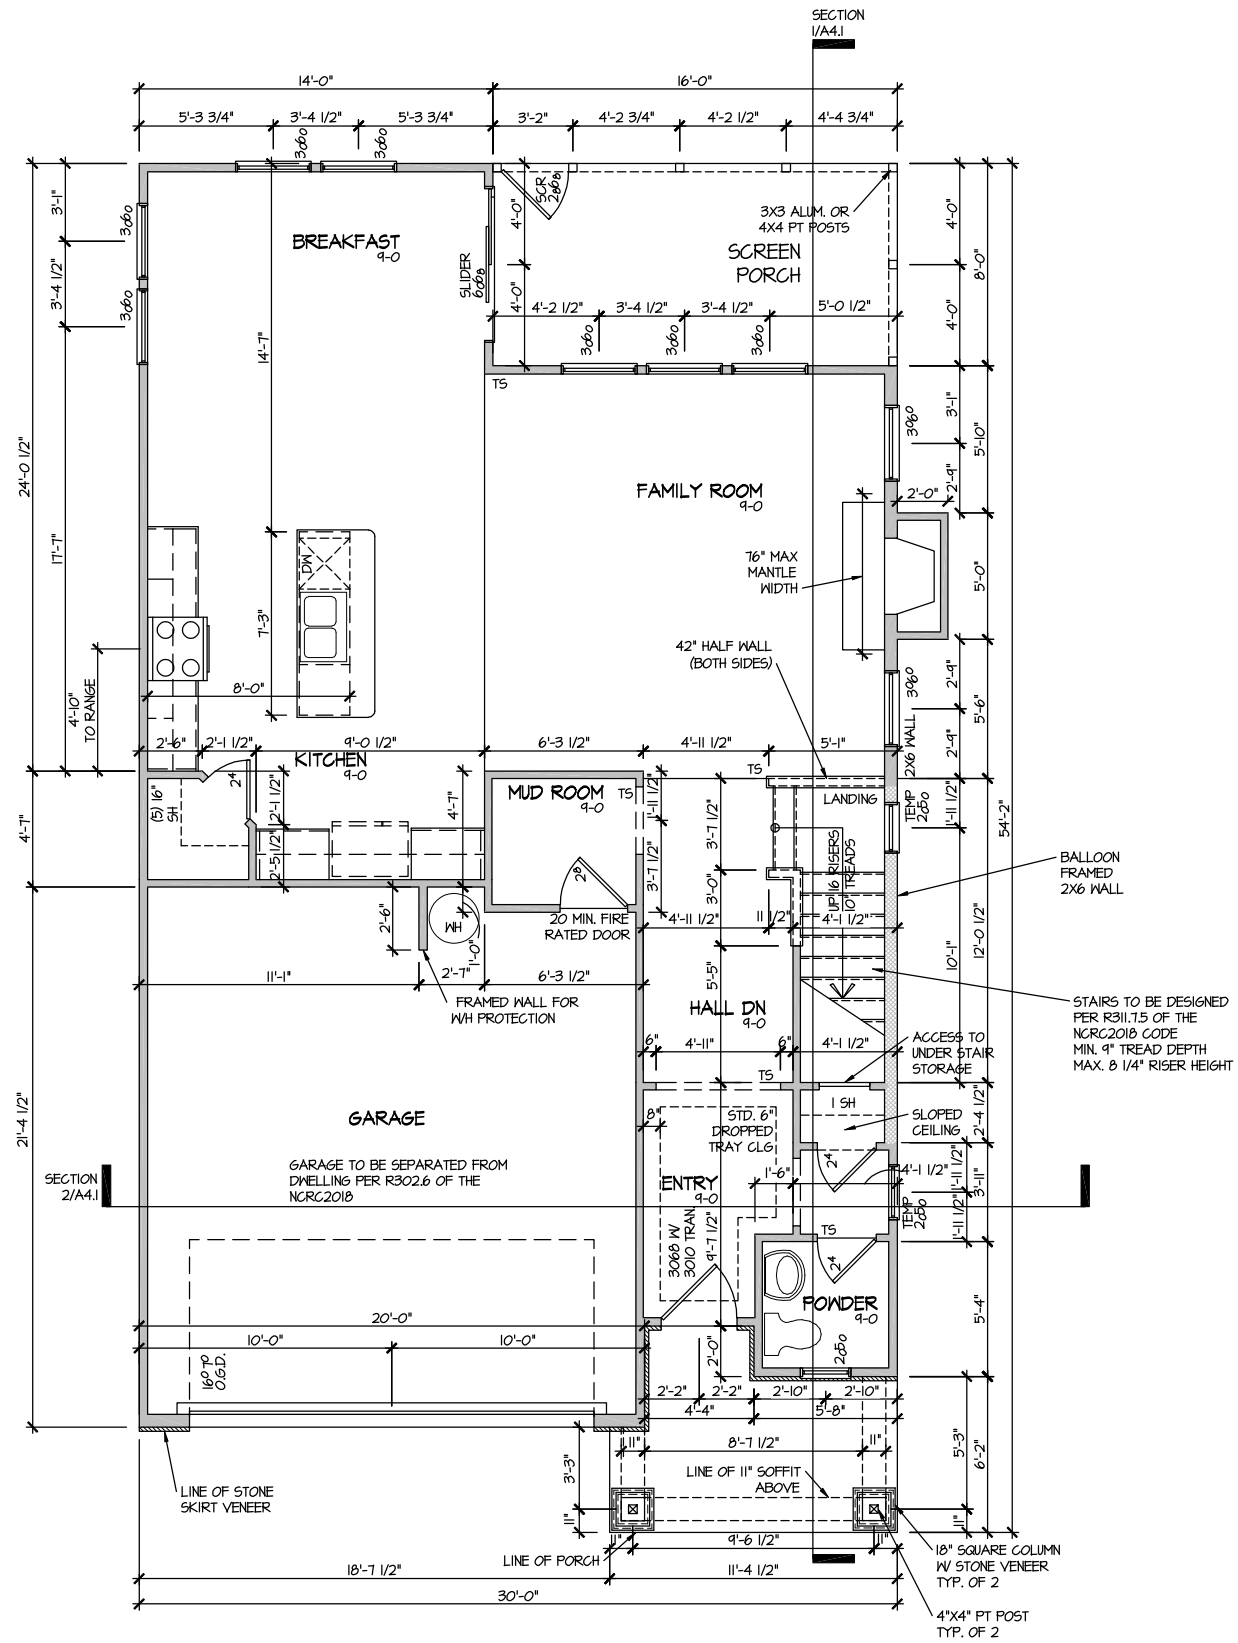 SECTION
1/A4.1
14'-0"
16'-0"
5'-3 3/4"
3'-4 1/2"
5'-3 3/4"
3'-2"
4'-2 3/4"
4'-2 1/2"
4'-4 3/4"
3060
3060
SCR
2868
4'-0"
4'-0"
3X3 ALUM. OR
4X4 PT POSTS
SCREEN
PORCH
BREAKFAST
9-0
SLIDER
6068
3'-1"
3'-4 1/2"
3060
3060
14'-7"
4'-2 1/2"
3'-4 1/2"
3'-4 1/2"
5'-0 1/2"
3060
3060
3060
4'-0"
4'-0"
8'-0"
TS
3060
3'-1"
5'-10"
2'-9"
2'-0"
24'-0 1/2"
17'-7"
FAMILY ROOM
9-0
DW
7'-3"
76" MAX
MANTLE
WIDTH
5'-0"
42" HALF WALL
(BOTH SIDES)
8'-0"
4'-10"
TO RANGE
3060
2'-9"
5'-6"
2'-9"
2X6 WALL
2'-6"
2'-1 1/2"
9'-0 1/2"
6'-3 1/2"
4'-11 1/2"
5'-1"
KITCHEN
9-0
24
(5) 16"
SH
2'-1 1/2"
2'-5 1/2"
4'-7"
4'-7"
MUD ROOM
9-0
TS
TS
1'-11 1/2"
3'-7 1/2"
3'-7 1/2"
3'-0"
LANDING
TEMP
2050
1'-11 1/2"
54'-2"
UP 16 RISERS
10" TREADS
BALLOON
FRAMED
2X6 WALL
28
20 MIN. FIRE
RATED DOOR
2'-6"
WH
1'-0"
4'-11 1/2"
11 1/2"
4'-1 1/2"
12'-0 1/2"
10'-1"
11'-1"
2'-7"
6'-3 1/2"
5'-5"
FRAMED WALL FOR
W/H PROTECTION
HALL DN
9-0
STAIRS TO BE DESIGNED
PER R311.7.5 OF THE
NCRC2018 CODE
MIN. 9" TREAD DEPTH
MAX. 8 1/4" RISER HEIGHT
ACCESS TO
UNDER STAIR
STORAGE
6"
4'-11"
6"
4'-1 1/2"
TS
21'-4 1/2"
GARAGE
8"
STD. 6"
DROPPED
TRAY CLG
1 SH
SLOPED
CEILING
2'-4 1/2"
GARAGE TO BE SEPARATED FROM
DWELLING PER R302.6 OF THE
NCRC2018
SECTION
2/A4.1
ENTRY
9-0
1'-6"
24
4'-1 1/2"
1'-11 1/2"
3'-11"
1'-11 1/2"
TEMP
2050
3068 W/
3010 TRAN.
9'-7 1/2"
TS
24
POWDER
9-0
2050
5'-4"
20'-0"
10'-0"
10'-0"
16070
O.G.D.
2'-0"
2'-2"
2'-2"
2'-10"
2'-10"
4'-4"
5'-8"
11"
8'-7 1/2"
11"
3'-3"
11"
LINE OF 11" SOFFIT
ABOVE
5'-3"
6'-2"
11"
LINE OF STONE
SKIRT VENEER
11"
9'-6 1/2"
11"
LINE OF PORCH
18" SQUARE COLUMN
W/ STONE VENEER
TYP. OF 2
18'-7 1/2"
11'-4 1/2"
30'-0"
4"X4" PT POST
TYP. OF 2